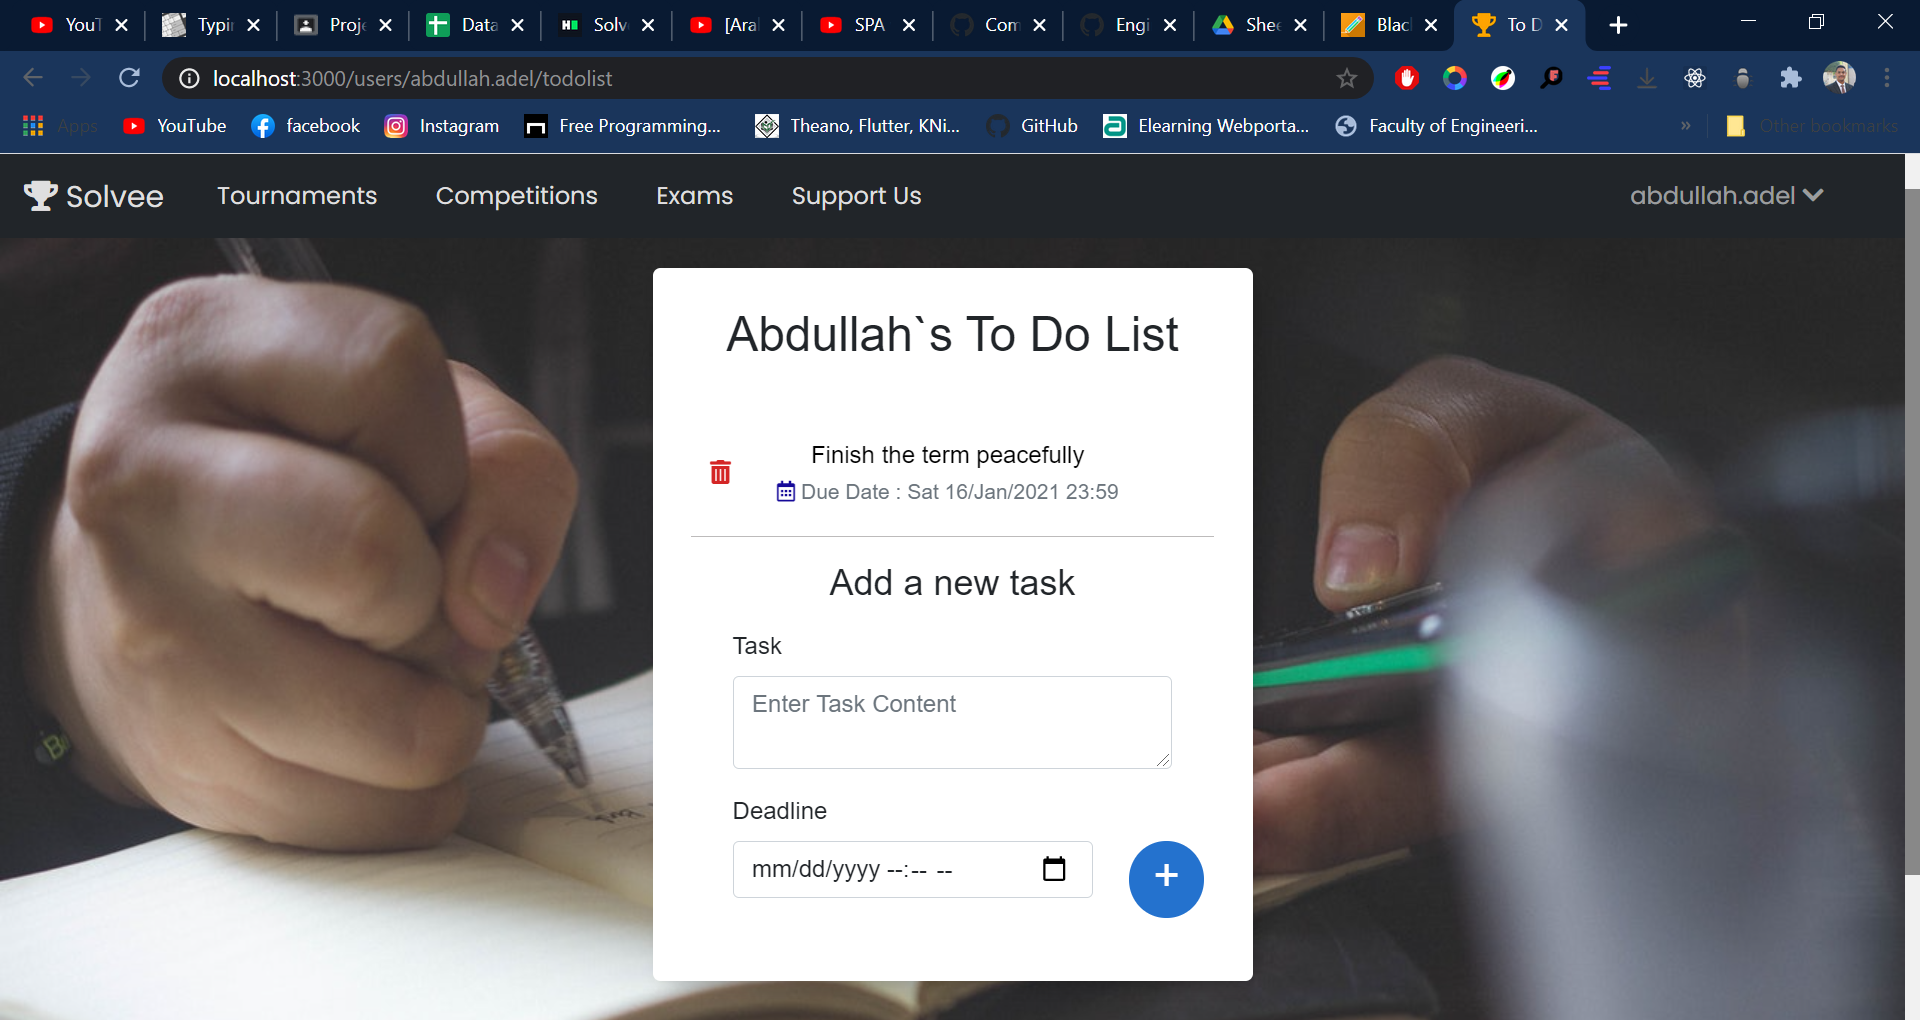 YouT Typi Proj Data Solv [Ara SPA Com Engi Shee Blac To D
localhost:3000/users/abdullah.adel/todolist
Apps YouTube facebook Instagram Free Programming... Theano, Flutter, KNi... GitHub Elearning Webporta... Faculty of Engineeri... » Other bookmarks
Solvee Tournaments Competitions Exams Support Us abdullah.adel
Abdullah`s To Do List
Finish the term peacefully
Due Date : Sat 16/Jan/2021 23:59
Add a new task
Task
Enter Task Content
Deadline
mm/dd/yyyy --:-- --